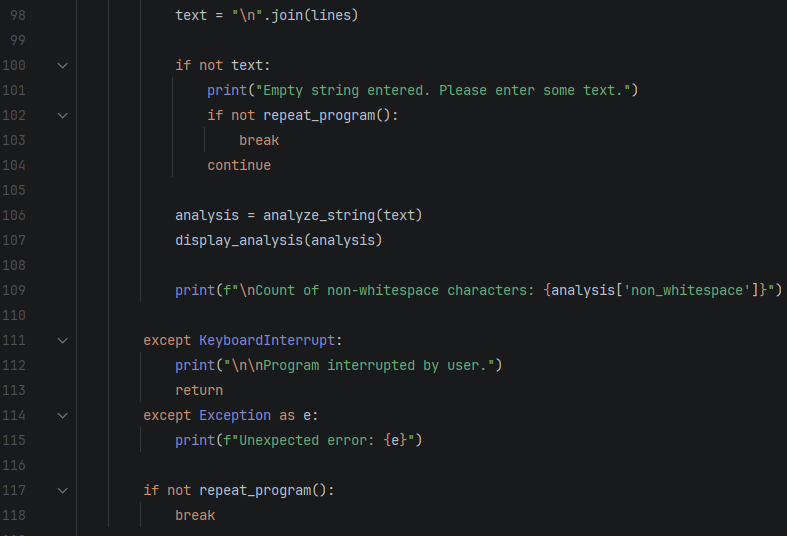 98 text = "\n".join(lines)
99
100 if not text:
101 print("Empty string entered. Please enter some text.")
102 if not repeat_program():
103 break
104 continue
105
106 analysis = analyze_string(text)
107 display_analysis(analysis)
108
109 print(f"\nCount of non-whitespace characters: {analysis['non_whitespace']}")
110
111 except KeyboardInterrupt:
112 print("\n\nProgram interrupted by user.")
113 return
114 except Exception as e:
115 print(f"Unexpected error: {e}")
116
117 if not repeat_program():
118 break